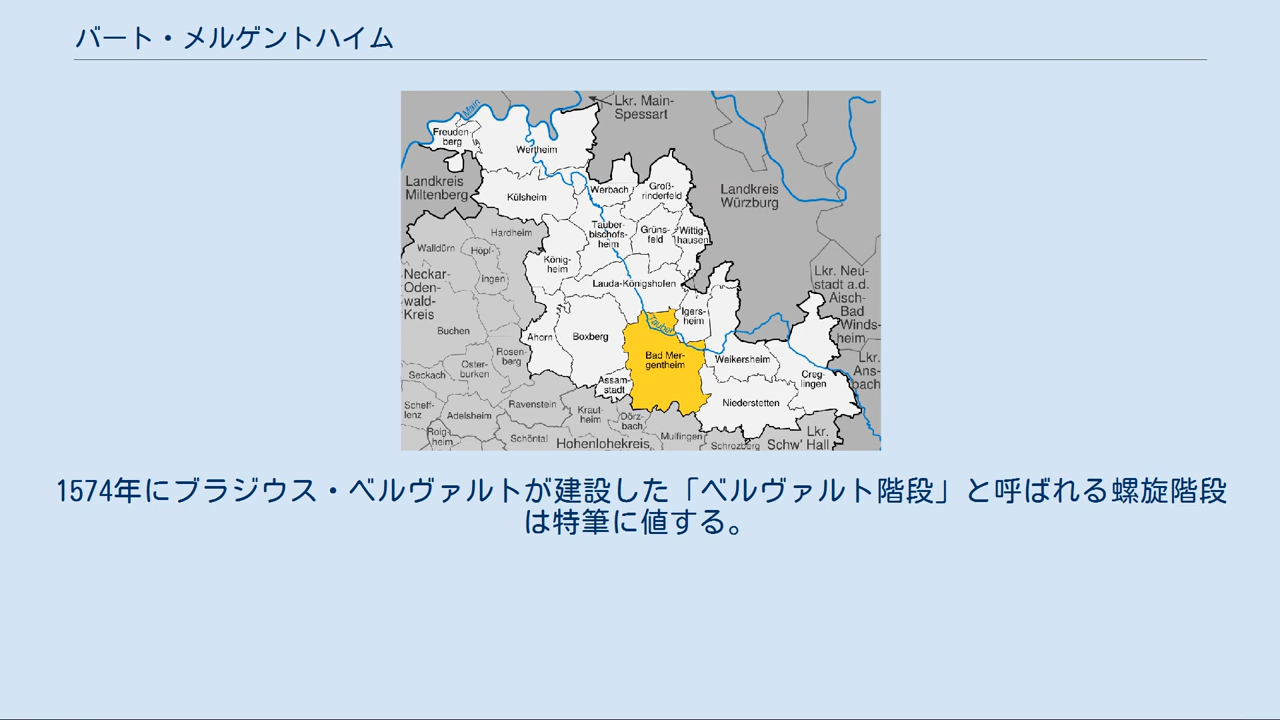 バート・メルゲントハイム
Lkr. Main-
Spessart
Main
Freuden-
berg
Wertheim
Landkreis
Miltenberg
Külsheim
Werbach
Groß-
rinderfeld
Landkreis
Würzburg
Hardheim
Tauber-
bischofs-
heim
Grüns-
feld
Wittig-
hausen
Walldürn
Höpf-
ingen
König-
heim
Neckar-
Oden-
wald-
Kreis
Lauda-Königshofen
Lkr. Neu-
stadt a.d.
Aisch-
Bad
Winds-
heim
Igers-
heim
Tauber
Buchen
Ahorn
Boxberg
Bad Mer-
gentheim
Weikersheim
Lkr.
Ans-
bach
Rosen-
berg
Oster-
burken
Seckach
Assam-
stadt
Creg-
lingen
Niederstetten
Scheff-
lenz
Adelsheim
Ravenstein
Kraut-
heim
Dörz-
bach
Roig-
heim
Schöntal
Hohenlohekreis
Mulfingen
Schrozberg
Lkr.
Schw' Hall
1574年にブラジウス・ベルヴァルトが建設した「ベルヴァルト階段」と呼ばれる螺旋階段
は特筆に値する。